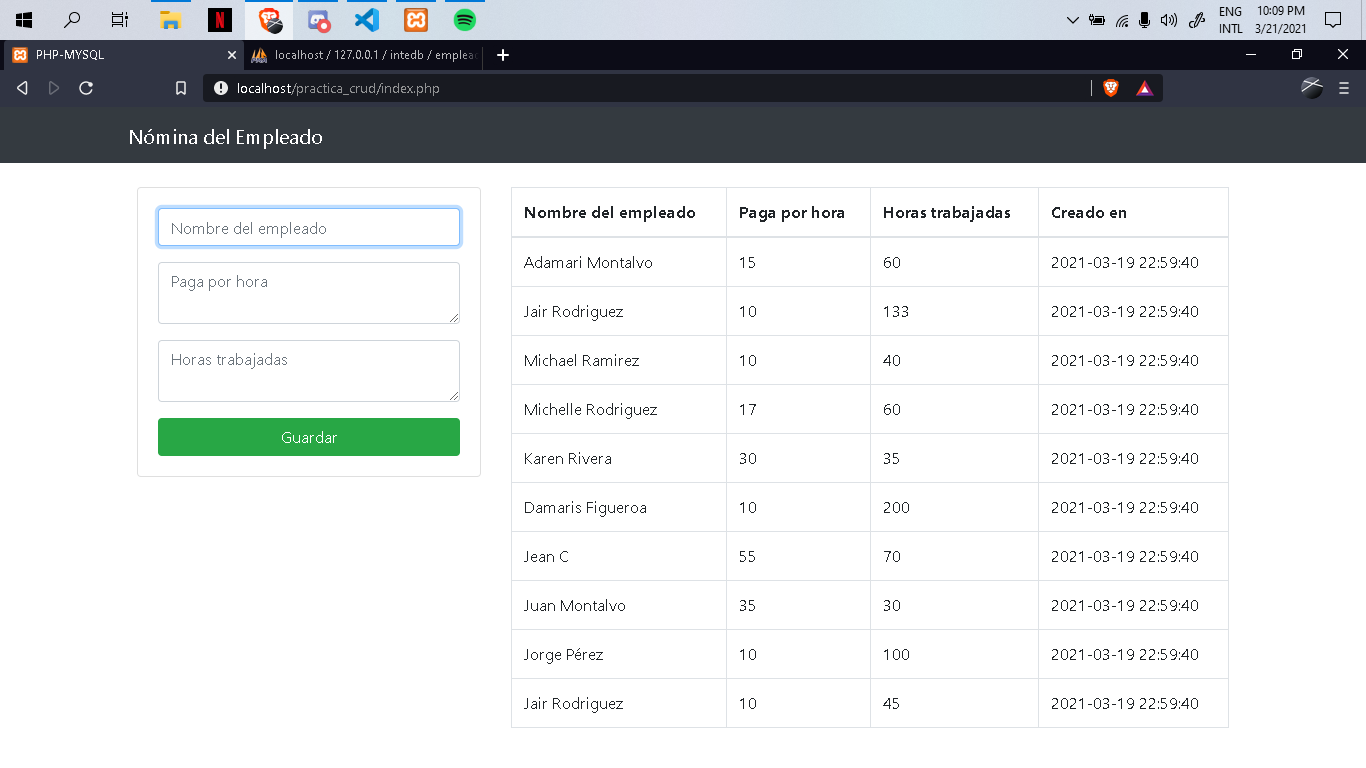 ENG
INTL
10:09 PM
3/21/2021
PHP-MYSQL
localhost / 127.0.0.1 / intedb / emplea
localhost/practica_crud/index.php
Nómina del Empleado
Nombre del empleado
Paga por hora
Horas trabajadas
Guardar
Nombre del empleado Paga por hora Horas trabajadas Creado en
Adamari Montalvo 15 60 2021-03-19 22:59:40
Jair Rodriguez 10 133 2021-03-19 22:59:40
Michael Ramirez 10 40 2021-03-19 22:59:40
Michelle Rodriguez 17 60 2021-03-19 22:59:40
Karen Rivera 30 35 2021-03-19 22:59:40
Damaris Figueroa 10 200 2021-03-19 22:59:40
Jean C 55 70 2021-03-19 22:59:40
Juan Montalvo 35 30 2021-03-19 22:59:40
Jorge Pérez 10 100 2021-03-19 22:59:40
Jair Rodriguez 10 45 2021-03-19 22:59:40